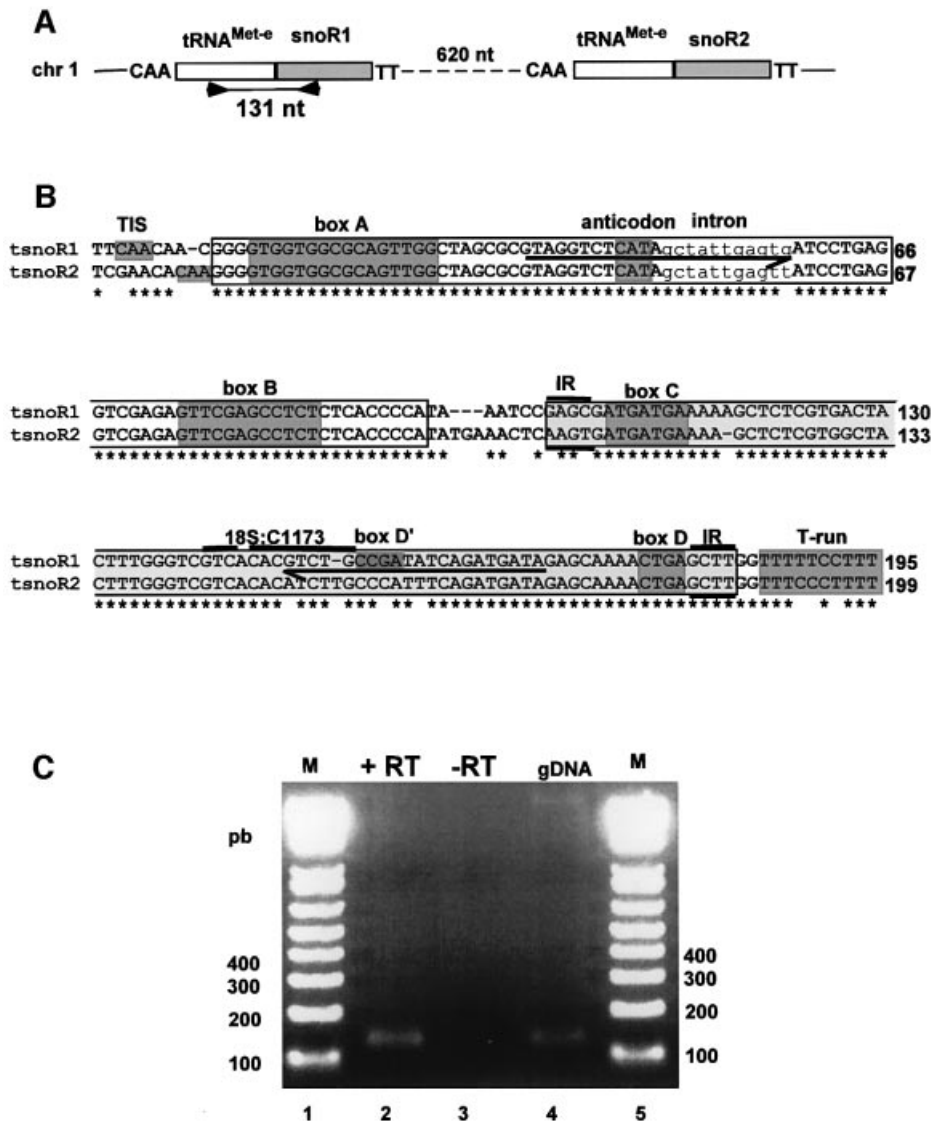 A
tRNAMet-e snoR1 tRNAMet-e snoR2
chr 1 CAA TT 620 nt CAA TT
131 nt
B
TIS box A anticodon intron
tsnoR1 TTCAACAA-CGGGGTGGTGGCGCAGTTGGCTAGCGCGTAGGTCTCATAgctattgagtgATCCTGAG 66
tsnoR2 TCGAACACAAGGGGTGGTGGCGCAGTTGGCTAGCGCGTAGGTCTCATAgctattgagttATCCTGAG 67
* **** ************************************** ********
box B IR box C
tsnoR1 GTCGAGAGTTCGAGCCTCTCTCACCCCATA---AATCCGAGCGATGATGAAAAAGCTCTCGTGACTA 130
tsnoR2 GTCGAGAGTTCGAGCCTCTCTCACCCCATATGAAACTCAAGTGATGATGAAAA-GCTCTCGTGGCTA 133
****************************** ** * ** *********** ********* ***
18S:C1173 box D' box D IR T-run
tsnoR1 CTTTGGGTCGTCACACGTCT-GCCGATATCAGATGATAGAGCAAAACTGAGCTTGGTTTTTCCTTT 195
tsnoR2 CTTTGGGTCGTCACACATCTTGCCCATTTCAGATGATAGAGCAAAACTGAGCTTGGTTTTCCCTTTT 199
C
M + RT -RT gDNA M
pb
400 400
300 300
200 200
100 100
1 2 3 4 5